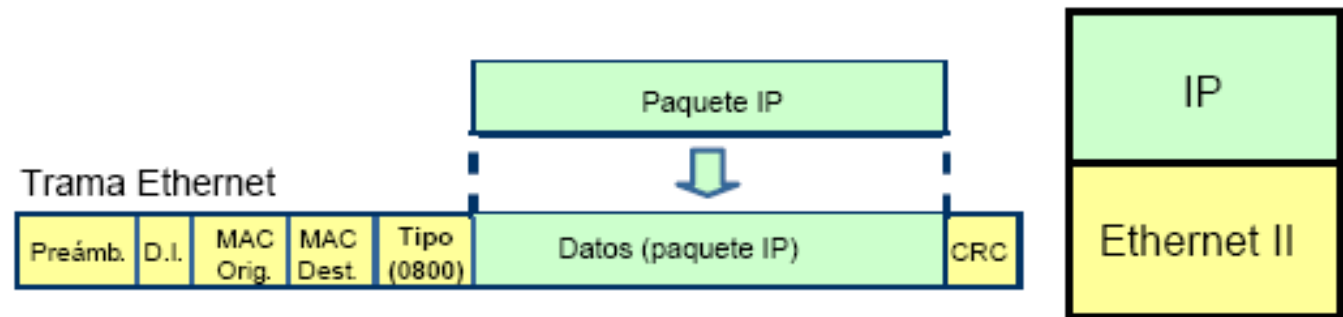 Paquete IP
IP
Trama Ethernet
Preámb.
D.I.
MAC
Orig.
MAC
Dest.
Tipo
(0800)
Datos (paquete IP)
CRC
Ethernet II